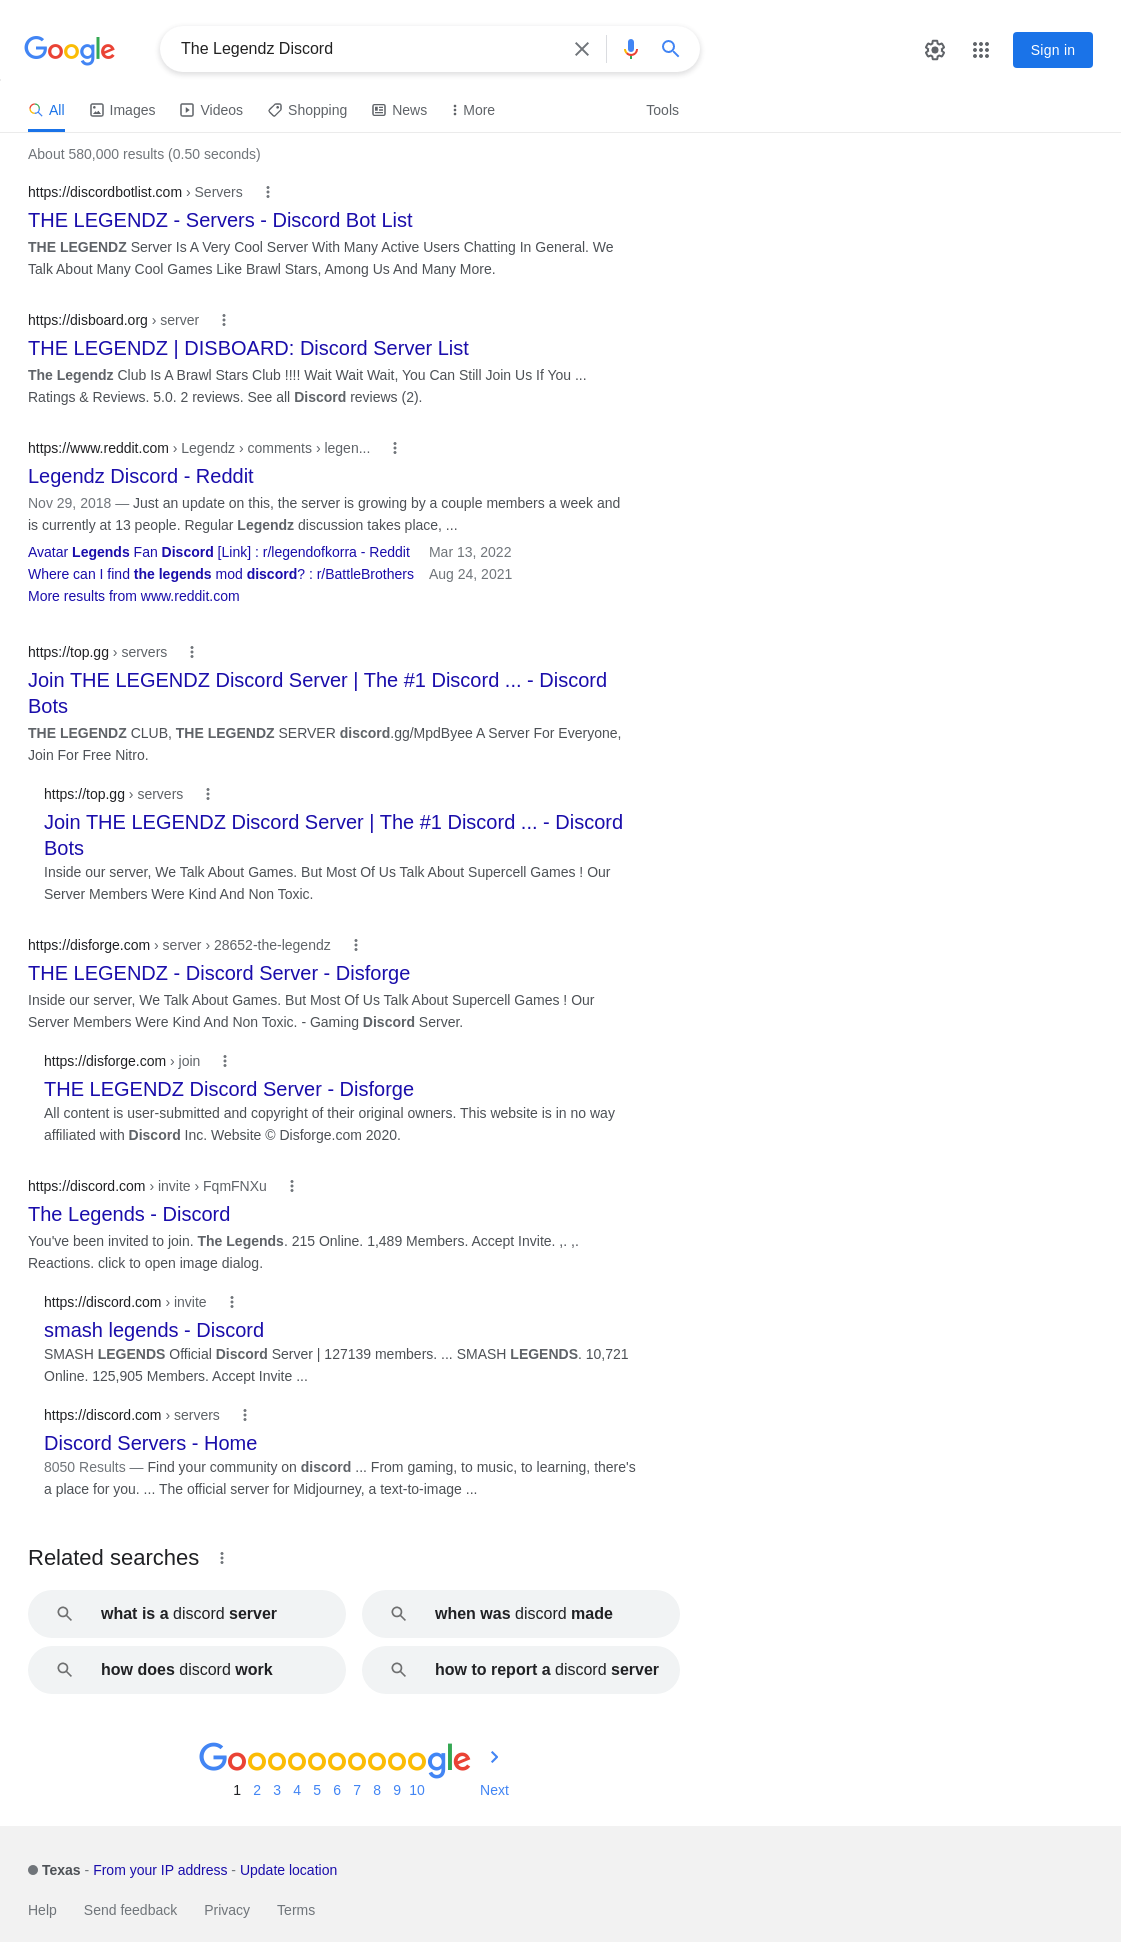 Google
The Legendz Discord
Sign in
All Images Videos Shopping News More Tools
About 580,000 results (0.50 seconds)
https://discordbotlist.com › Servers
THE LEGENDZ - Servers - Discord Bot List
THE LEGENDZ Server Is A Very Cool Server With Many Active Users Chatting In General. We
Talk About Many Cool Games Like Brawl Stars, Among Us And Many More.
https://disboard.org › server
THE LEGENDZ | DISBOARD: Discord Server List
The Legendz Club Is A Brawl Stars Club !!!! Wait Wait Wait, You Can Still Join Us If You ...
Ratings & Reviews. 5.0. 2 reviews. See all Discord reviews (2).
https://www.reddit.com › Legendz › comments › legen...
Legendz Discord - Reddit
Nov 29, 2018 — Just an update on this, the server is growing by a couple members a week and
is currently at 13 people. Regular Legendz discussion takes place, ...
Avatar Legends Fan Discord [Link] : r/legendofkorra - Reddit Mar 13, 2022
Where can I find the legends mod discord? : r/BattleBrothers Aug 24, 2021
More results from www.reddit.com
https://top.gg › servers
Join THE LEGENDZ Discord Server | The #1 Discord ... - Discord
Bots
THE LEGENDZ CLUB, THE LEGENDZ SERVER discord.gg/MpdByee A Server For Everyone,
Join For Free Nitro.
https://top.gg › servers
Join THE LEGENDZ Discord Server | The #1 Discord ... - Discord
Bots
Inside our server, We Talk About Games. But Most Of Us Talk About Supercell Games ! Our
Server Members Were Kind And Non Toxic.
https://disforge.com › server › 28652-the-legendz
THE LEGENDZ - Discord Server - Disforge
Inside our server, We Talk About Games. But Most Of Us Talk About Supercell Games ! Our
Server Members Were Kind And Non Toxic. - Gaming Discord Server.
https://disforge.com › join
THE LEGENDZ Discord Server - Disforge
All content is user-submitted and copyright of their original owners. This website is in no way
affiliated with Discord Inc. Website © Disforge.com 2020.
https://discord.com › invite › FqmFNXu
The Legends - Discord
You've been invited to join. The Legends. 215 Online. 1,489 Members. Accept Invite. ,. ,.
Reactions. click to open image dialog.
https://discord.com › invite
smash legends - Discord
SMASH LEGENDS Official Discord Server | 127139 members. ... SMASH LEGENDS. 10,721
Online. 125,905 Members. Accept Invite ...
https://discord.com › servers
Discord Servers - Home
8050 Results — Find your community on discord ... From gaming, to music, to learning, there's
a place for you. ... The official server for Midjourney, a text-to-image ...
Related searches
what is a discord server
when was discord made
how does discord work
how to report a discord server
Goooooooooogle
1 2 3 4 5 6 7 8 9 10 Next
Texas - From your IP address - Update location
Help Send feedback Privacy Terms